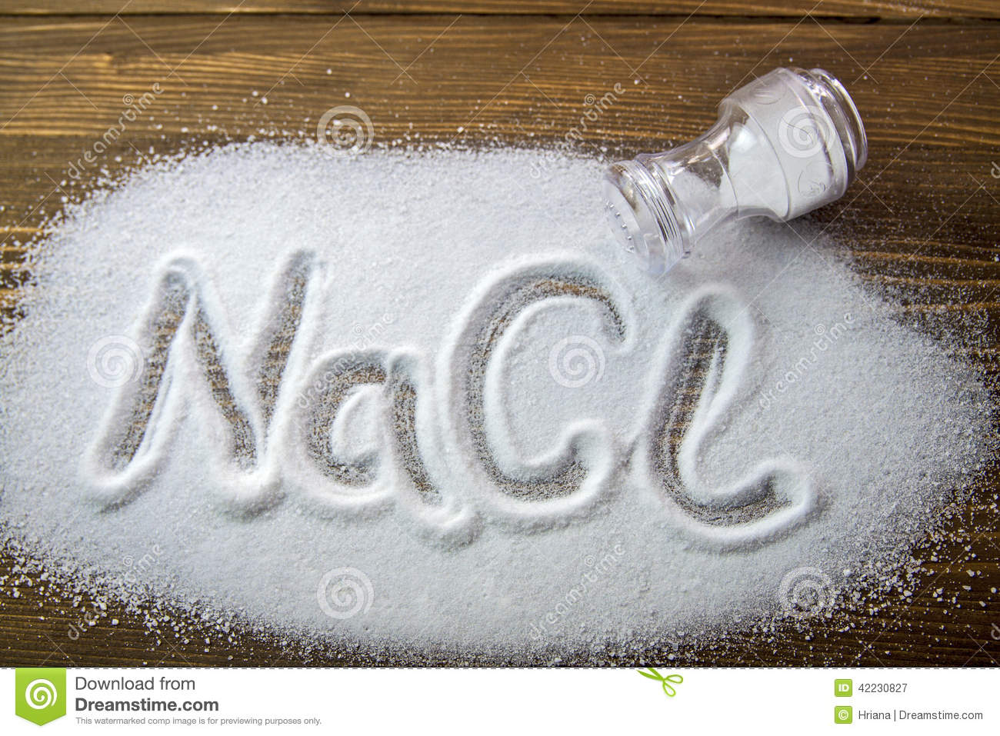 NaCl
Download from
Dreamstime.com
This watermarked comp image is for previewing purposes only.
ID 42230827
© Hriana | Dreamstime.com